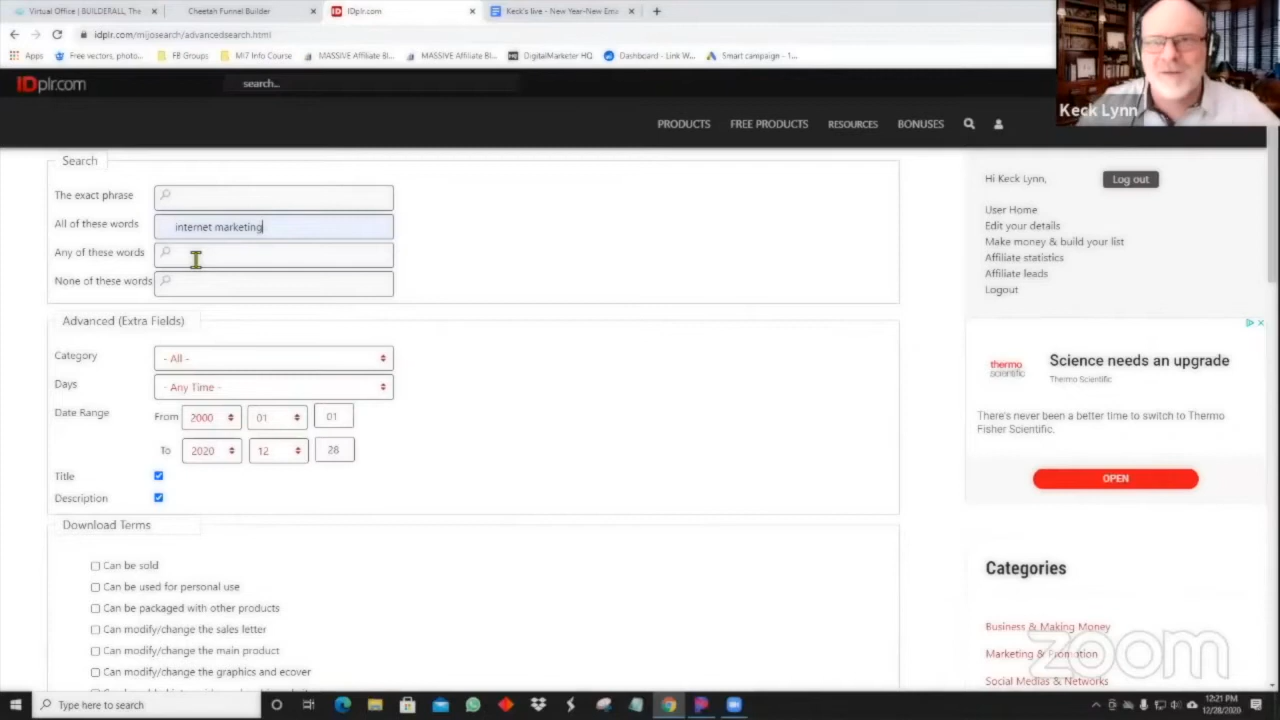 Virtual Office | BUILDERALL, The
Cheetah Funnel Builder
IDplr.com
Keck's live - New Year-New Ema
idplr.com/mijosearch/advancedsearch.html
Apps
Free vectors, photo...
FB Groups
Mi7 Info Course
MASSIVE Affiliate Bl...
MASSIVE Affiliate Bl...
DigitalMarketer HQ
Dashboard - Link W...
Smart campaign - 1...
IDplr.com
search...
Keck Lynn
PRODUCTS
FREE PRODUCTS
RESOURCES
BONUSES
Search
The exact phrase
All of these words
internet marketing
Any of these words
None of these words
Advanced (Extra Fields)
Category
- All -
Days
- Any Time -
Date Range
From
2000
01
01
To
2020
12
28
Title
Description
Download Terms
Can be sold
Can be used for personal use
Can be packaged with other products
Can modify/change the sales letter
Can modify/change the main product
Can modify/change the graphics and ecover
Hi Keck Lynn,
Log out
User Home
Edit your details
Make money & build your list
Affiliate statistics
Affiliate leads
Logout
thermo
scientific
Science needs an upgrade
Thermo Scientific
There's never been a better time to switch to Thermo
Fisher Scientific.
OPEN
Categories
Business & Making Money
Marketing & Promotion
Social Medias & Networks
zoom
Type here to search
12:21 PM
12/28/2020